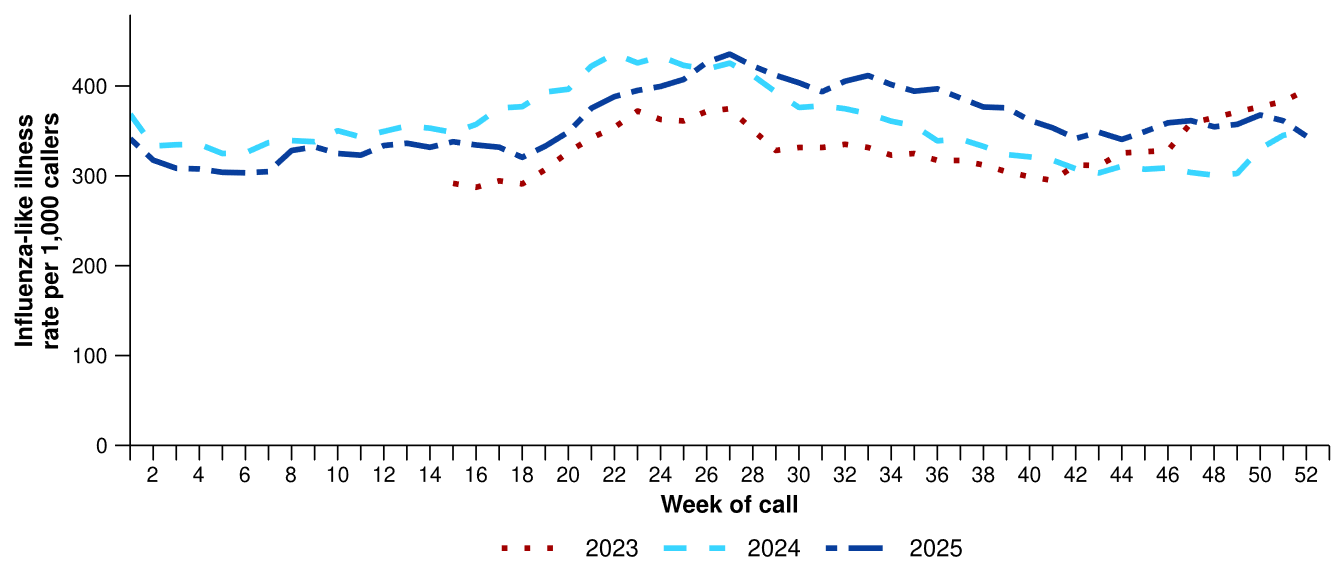 Influenza-like illness
rate per 1,000 callers
400
300
200
100
0
2 4 6 8 10 12 14 16 18 20 22 24 26 28 30 32 34 36 38 40 42 44 46 48 50 52
Week of call
2023 2024 2025